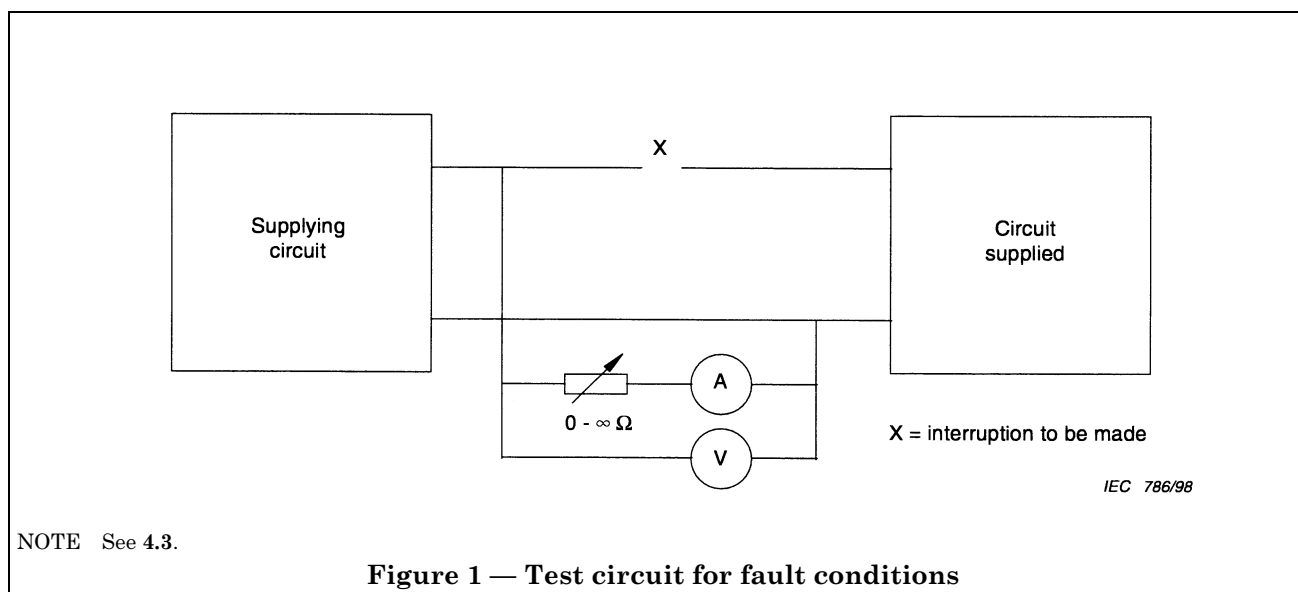 X
Supplying
circuit
Circuit
supplied
A
0 - ∞ Ω
V
X = interruption to be made
IEC 786/98
NOTE See 4.3.
Figure 1 — Test circuit for fault conditions